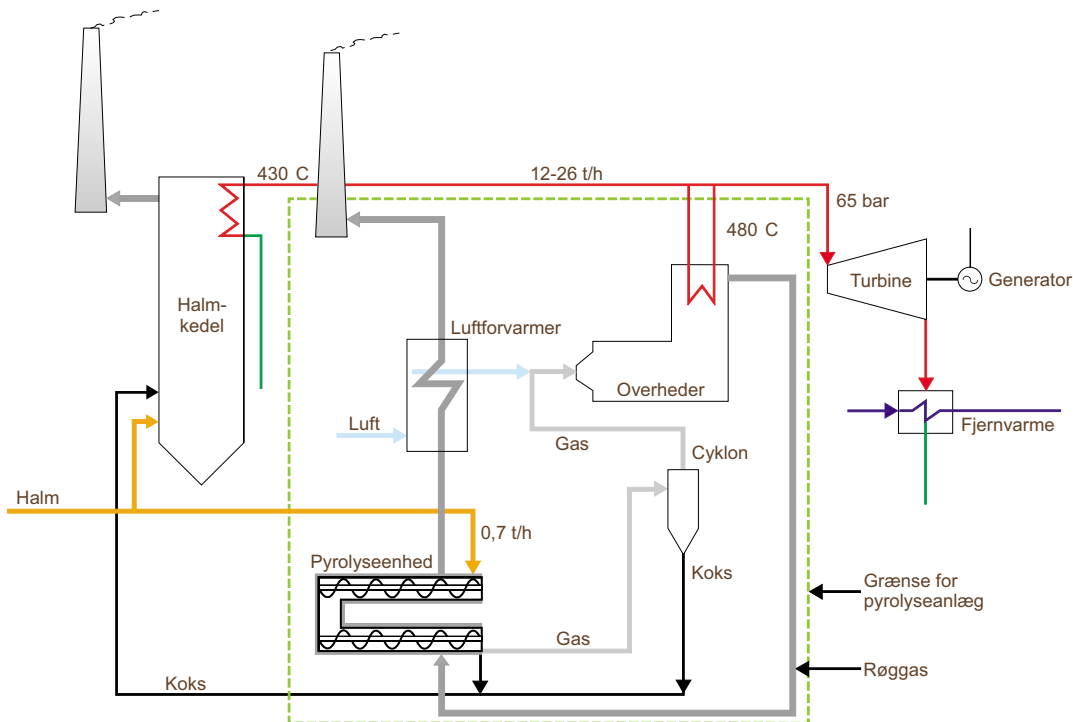 430 C
12-26 t/h
65 bar
480 C
Turbine
Generator
Halm-
kedel
Luftforvarmer
Overheder
Luft
Gas
Fjernvarme
Cyklon
Halm
0,7 t/h
Pyrolyseenhed
Koks
Grænse for
pyrolyseanlæg
Gas
Røggas
Koks